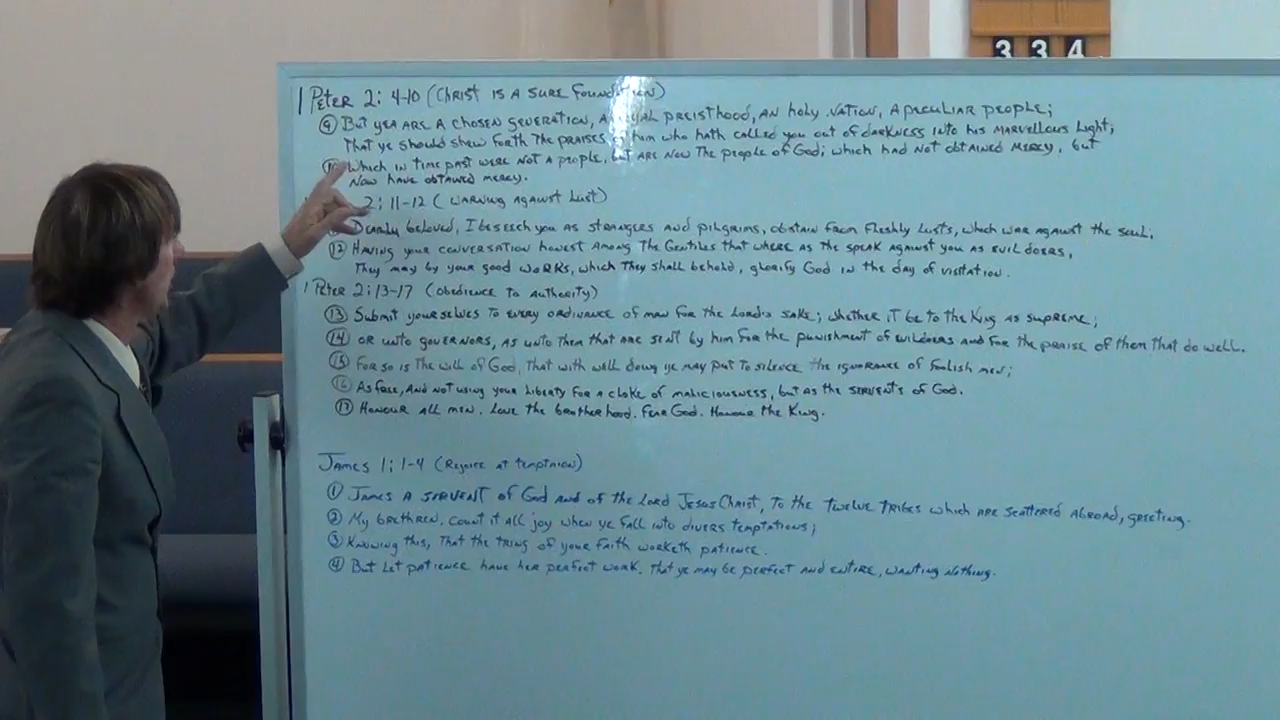 334
1 Peter 2: 4-10 (Christ is a sure foundation)
⑨ But yea are a chosen generation, a royal preisthood, an holy nation, a peculiar people;
That ye should shew forth the praises of him who hath called you out of darkness into his marvellous light;
⑩ Which in time past were not a people, but are now the people of God; which had not obtained mercy, but
now have obtained mercy.
2: 11-12 (Warning against lust)
Dearly beloved, I beseech you as strangers and pilgrims, obstain from fleshly lusts, which war against the soul;
⑫ Having your conversation honest among the Gentiles that where as the speak against you as evil doers,
They may by your good works, which they shall behold, glorify God in the day of visitation.
1 Peter 2: 13-17 (Obedience to authority)
⑬ Submit yourselves to every ordinance of man for the Lord's sake; whether it be to the King as supreme;
⑭ Or unto governors, as unto them that are sent by him for the punishment of evildoers and for the praise of them that do well.
⑮ For so is the will of God, that with well doing ye may put to silence the ignorance of foolish men;
⑯ As free, and not using your liberty for a cloke of maliciousness, but as the servents of God.
⑰ Honour all men. Love the brotherhood. Fear God. Honour the King.
James 1: 1-4 (Rejoice at temptation)
① James a servent of God and of the Lord Jesus Christ, to the twelve tribes which are scattered abroad, greeting.
② My brethren, count it all joy when ye fall into divers temptations;
③ Knowing this, that the tring of your faith worketh patience.
④ But let patience have her perfect work, that ye may be perfect and entire, wanting nothing.